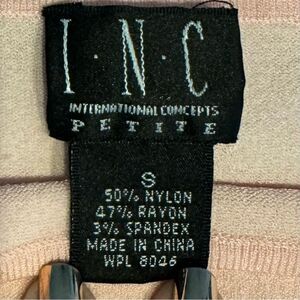 I·N·C
INTERNATIONAL CONCEPTS
PETITE
S
50% NYLON
47% RAYON
3% SPANDEX
MADE IN CHINA
WPL 8046